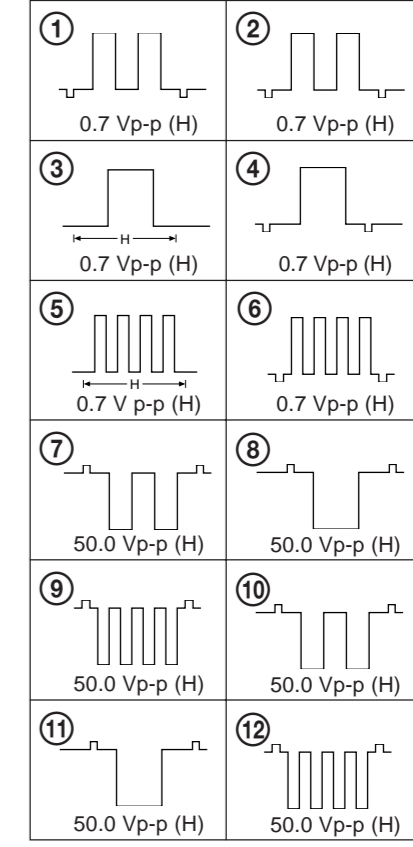 ① ②
0.7 Vp-p (H) 0.7 Vp-p (H)
③ ④
H
0.7 Vp-p (H) 0.7 Vp-p (H)
⑤ ⑥
H
0.7 V p-p (H) 0.7 Vp-p (H)
⑦ ⑧
50.0 Vp-p (H) 50.0 Vp-p (H)
⑨ ⑩
50.0 Vp-p (H) 50.0 Vp-p (H)
⑪ ⑫
50.0 Vp-p (H) 50.0 Vp-p (H)